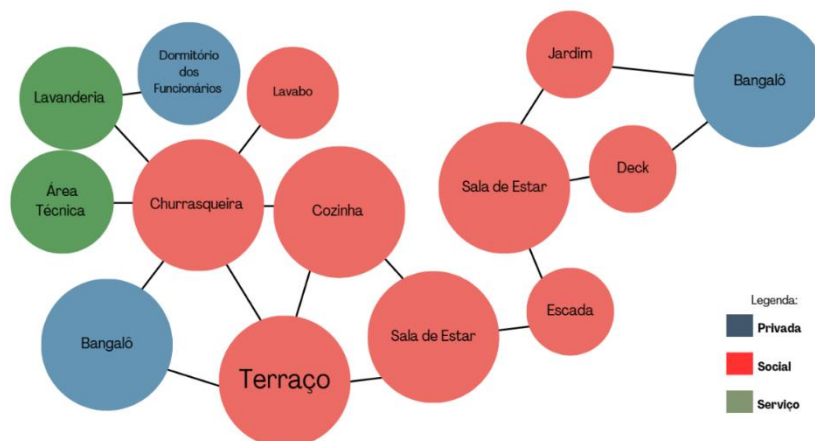 Dormitório
dos
Funcionários
Lavanderia
Lavabo
Jardim
Bangalô
Área
Técnica
Churrasqueira
Cozinha
Sala de Estar
Deck
Bangalô
Terraço
Sala de Estar
Escada
Legenda:
Privada
Social
Serviço